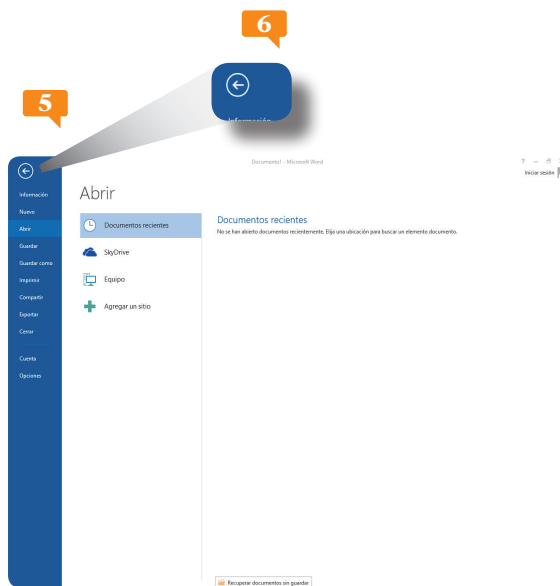 6
Información
5
Documento1 - Microsoft Word
Iniciar sesión
Información
Nuevo
Abrir
Guardar
Guardar como
Imprimir
Compartir
Exportar
Cerrar
Cuenta
Opciones
Abrir
Documentos recientes
SkyDrive
Equipo
Agregar un sitio
Documentos recientes
No se han abierto documentos recientemente. Elija una ubicación para buscar un elemento documento.
Recuperar documentos sin guardar